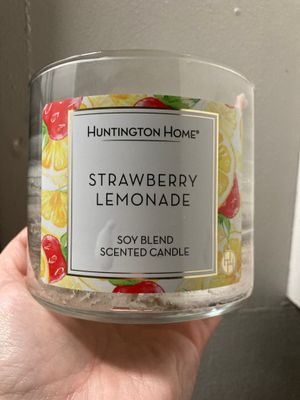 HUNTINGTON HOME®
STRAWBERRY
LEMONADE
SOY BLEND
SCENTED CANDLE